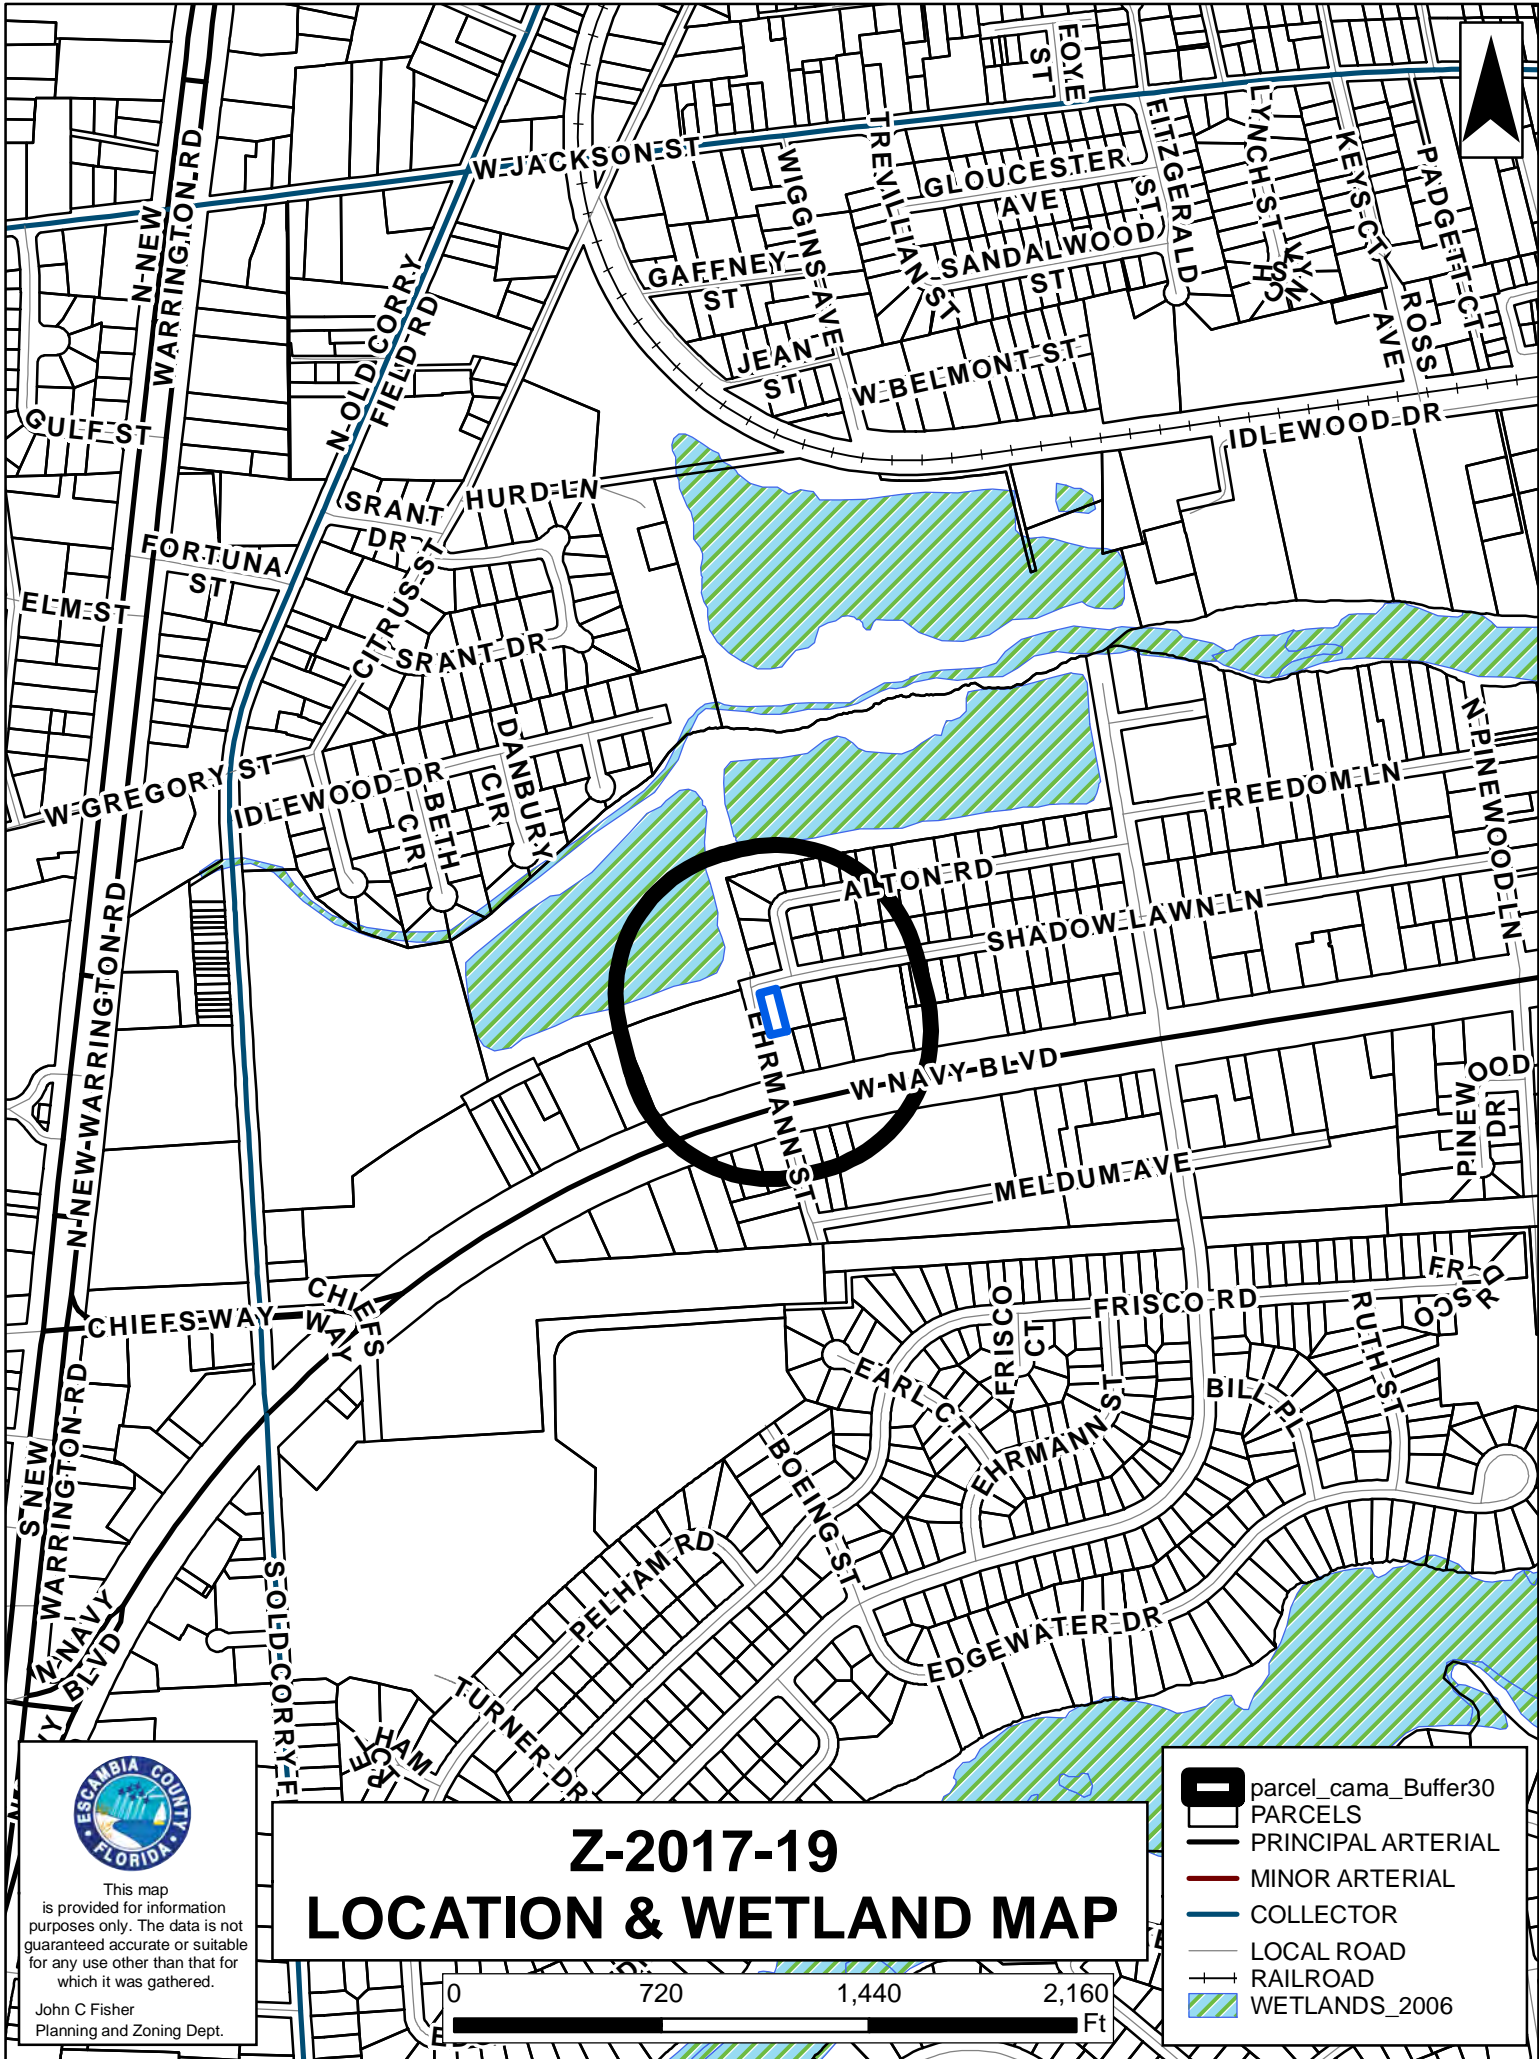 FOYE
ST
N NEW
WARRINGTON RD
W JACKSON ST
WIGGINS AVE
TREVILIAN ST
GLOUCESTER
AVE
FITZGERALD
ST
LYNCH ST
LYNCH
ST
KEYS CT
PADGETT CT
ROSS
AVE
GAFFNEY
ST
SANDALWOOD
ST
JEAN
ST
W BELMONT ST
N OLD CORRY
FIELD RD
GULF ST
IDLEWOOD DR
SRANT
DR
HURD LN
FORTUNA
ST
ELM ST
CITRUS ST
SRANT DR
DANBURY
CIR
W GREGORY ST
IDLEWOOD DR
BETH
CIR
N PINEWOOD LN
FREEDOM LN
ALTON RD
SHADOW LAWN LN
N NEW WARRINGTON RD
EHRMANN ST
W NAVY BLVD
PINEWOOD
DR
MELDUM AVE
CHIEFS WAY
CHIEFS
WAY
FRISCO
CT
FRISCO RD
FRISCO
RD
RUTH ST
EARL CT
EHRMANN ST
BILL PL
S NEW
WARRINGTON RD
BOEING ST
PELHAM RD
EDGEWATER DR
N NAVY
BLVD
S OLD CORRY F
TURNER DR
ESCAMBIA COUNTY
FLORIDA
This map
is provided for information
purposes only. The data is not
guaranteed accurate or suitable
for any use other than that for
which it was gathered.
John C Fisher
Planning and Zoning Dept.
Z-2017-19
LOCATION & WETLAND MAP
0 720 1,440 2,160
Ft
parcel_cama_Buffer30
PARCELS
PRINCIPAL ARTERIAL
MINOR ARTERIAL
COLLECTOR
LOCAL ROAD
RAILROAD
WETLANDS_2006